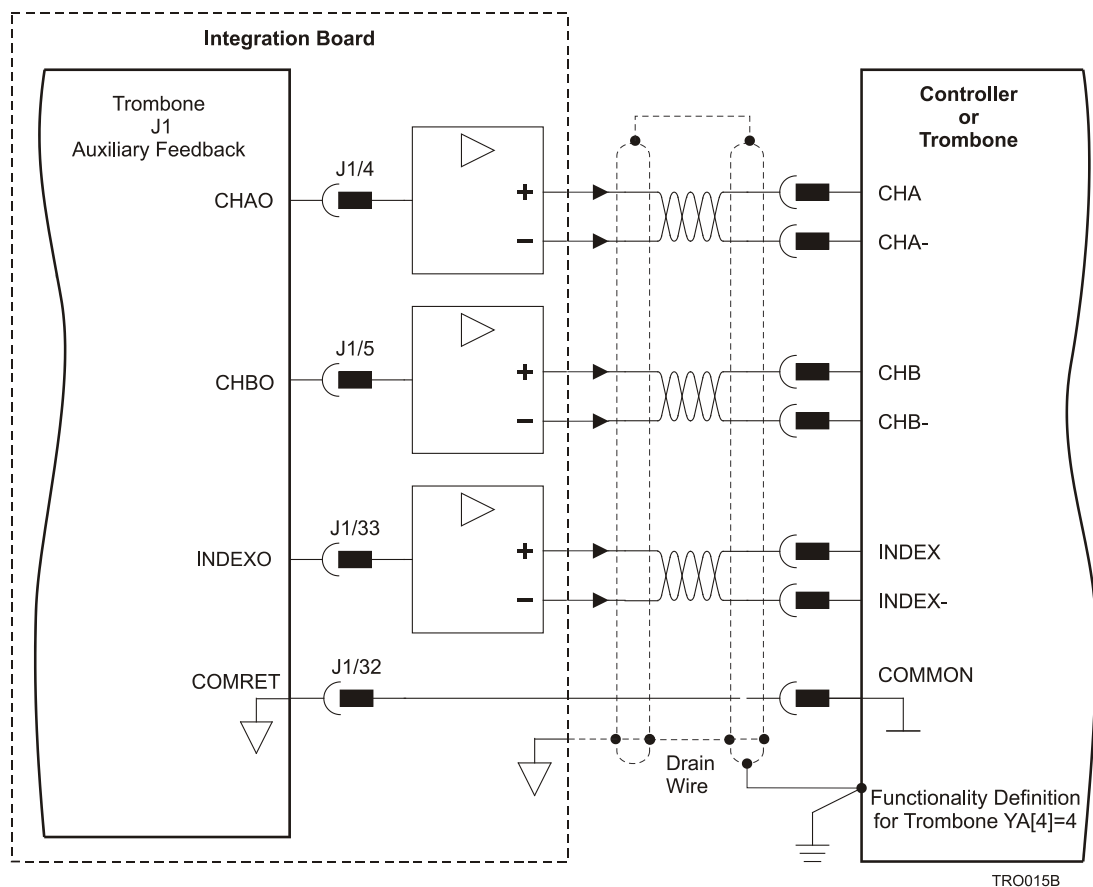 Integration Board
Trombone
J1
Auxiliary Feedback
Controller
or
Trombone
CHAO
J1/4
+
−
CHA
CHA-
CHBO
J1/5
+
−
CHB
CHB-
INDEXO
J1/33
+
−
INDEX
INDEX-
COMRET
J1/32
COMMON
Drain
Wire
Functionality Definition
for Trombone YA[4]=4
TRO015B